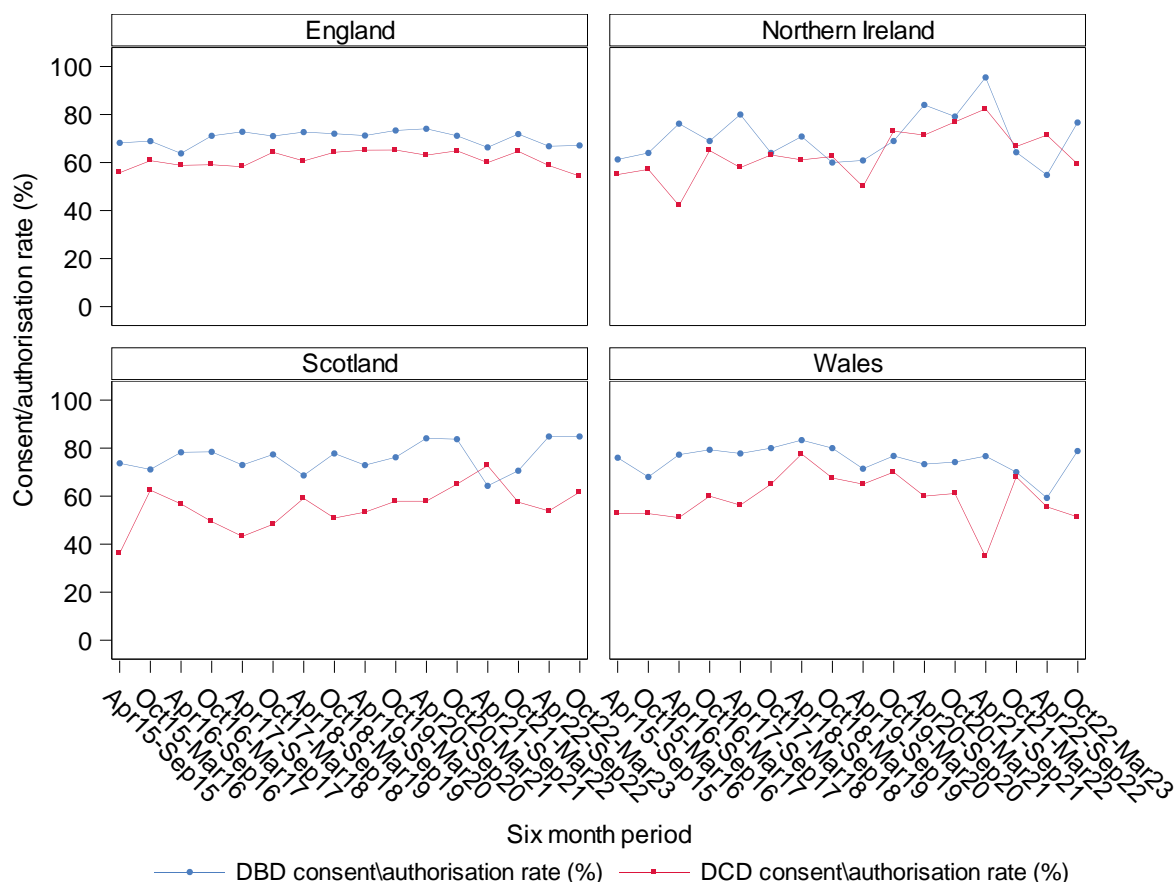 England
Northern Ireland
Consent/authorisation rate (%)
100
80
60
40
20
0
Scotland
Wales
100
80
60
40
20
0
Apr15-Sep15
Oct15-Mar16
Apr16-Sep16
Oct16-Mar17
Apr17-Sep17
Oct17-Mar18
Apr18-Sep18
Oct18-Mar19
Apr19-Sep19
Oct19-Mar20
Apr20-Sep20
Oct20-Mar21
Apr21-Sep21
Oct21-Mar22
Apr22-Sep22
Oct22-Mar23
Apr15-Sep15
Oct15-Mar16
Apr16-Sep16
Oct16-Mar17
Apr17-Sep17
Oct17-Mar18
Apr18-Sep18
Oct18-Mar19
Apr19-Sep19
Oct19-Mar20
Apr20-Sep20
Oct20-Mar21
Apr21-Sep21
Oct21-Mar22
Apr22-Sep22
Oct22-Mar23
Six month period
DBD consent\authorisation rate (%) DCD consent\authorisation rate (%)